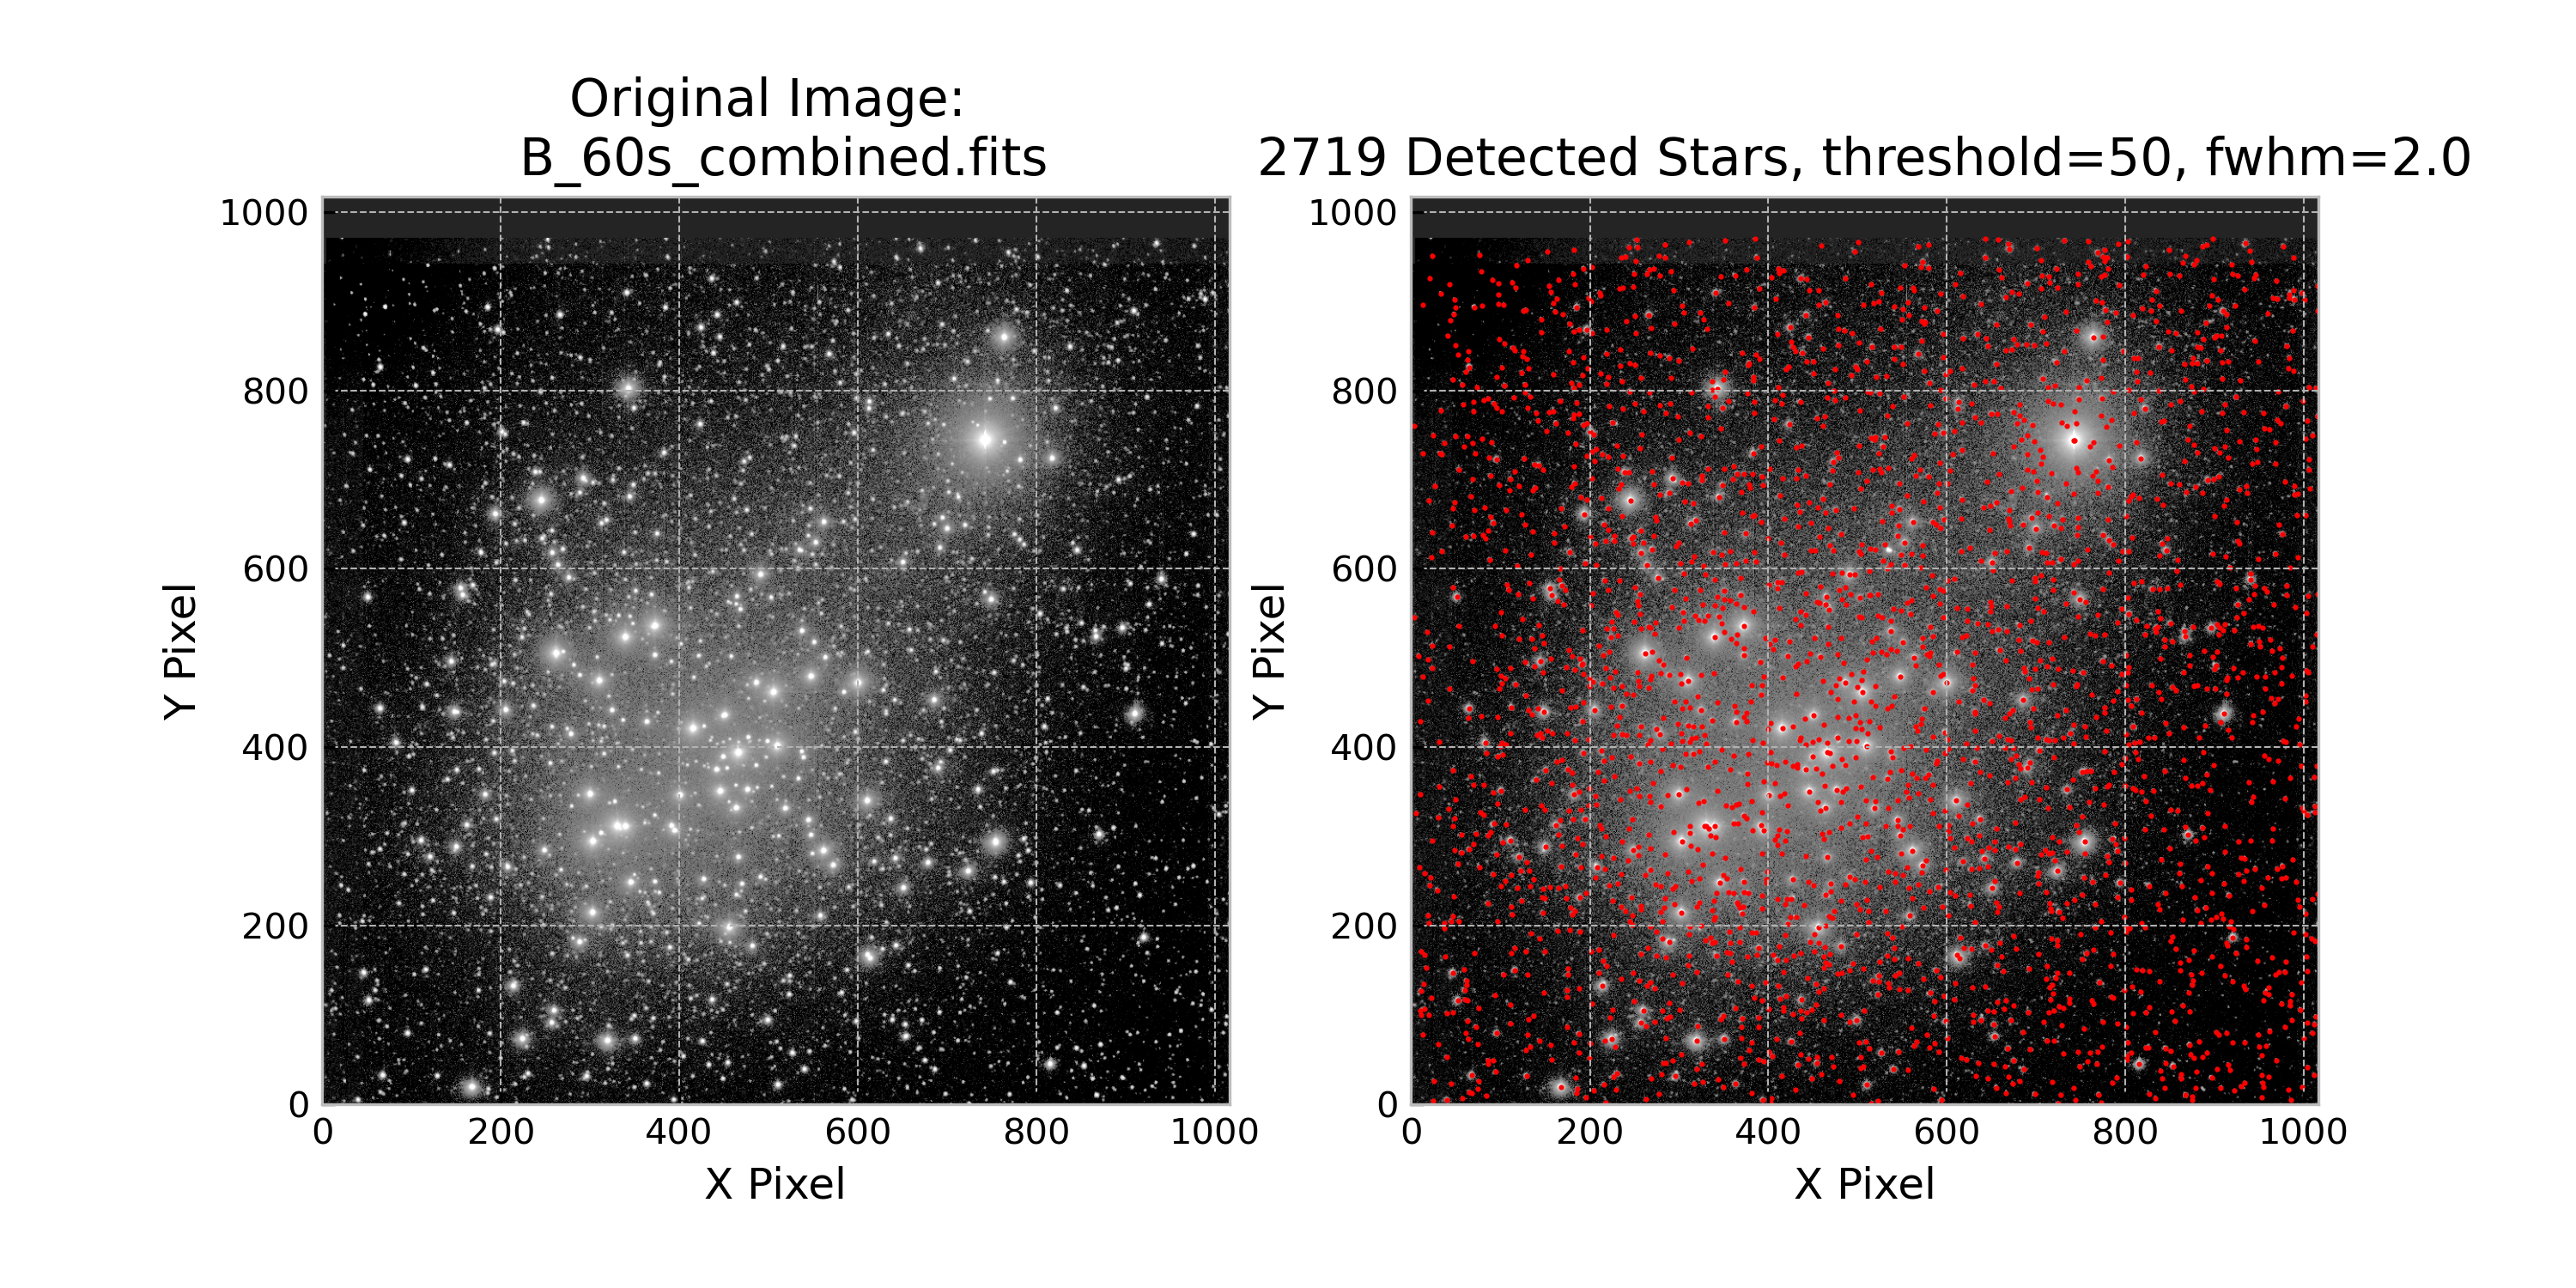 Original Image:
B_60s_combined.fits
1000
800
600
400
200
0
Y Pixel
0 200 400 600 800 1000
X Pixel
2719 Detected Stars, threshold=50, fwhm=2.0
1000
800
600
400
200
0
Y Pixel
0 200 400 600 800 1000
X Pixel